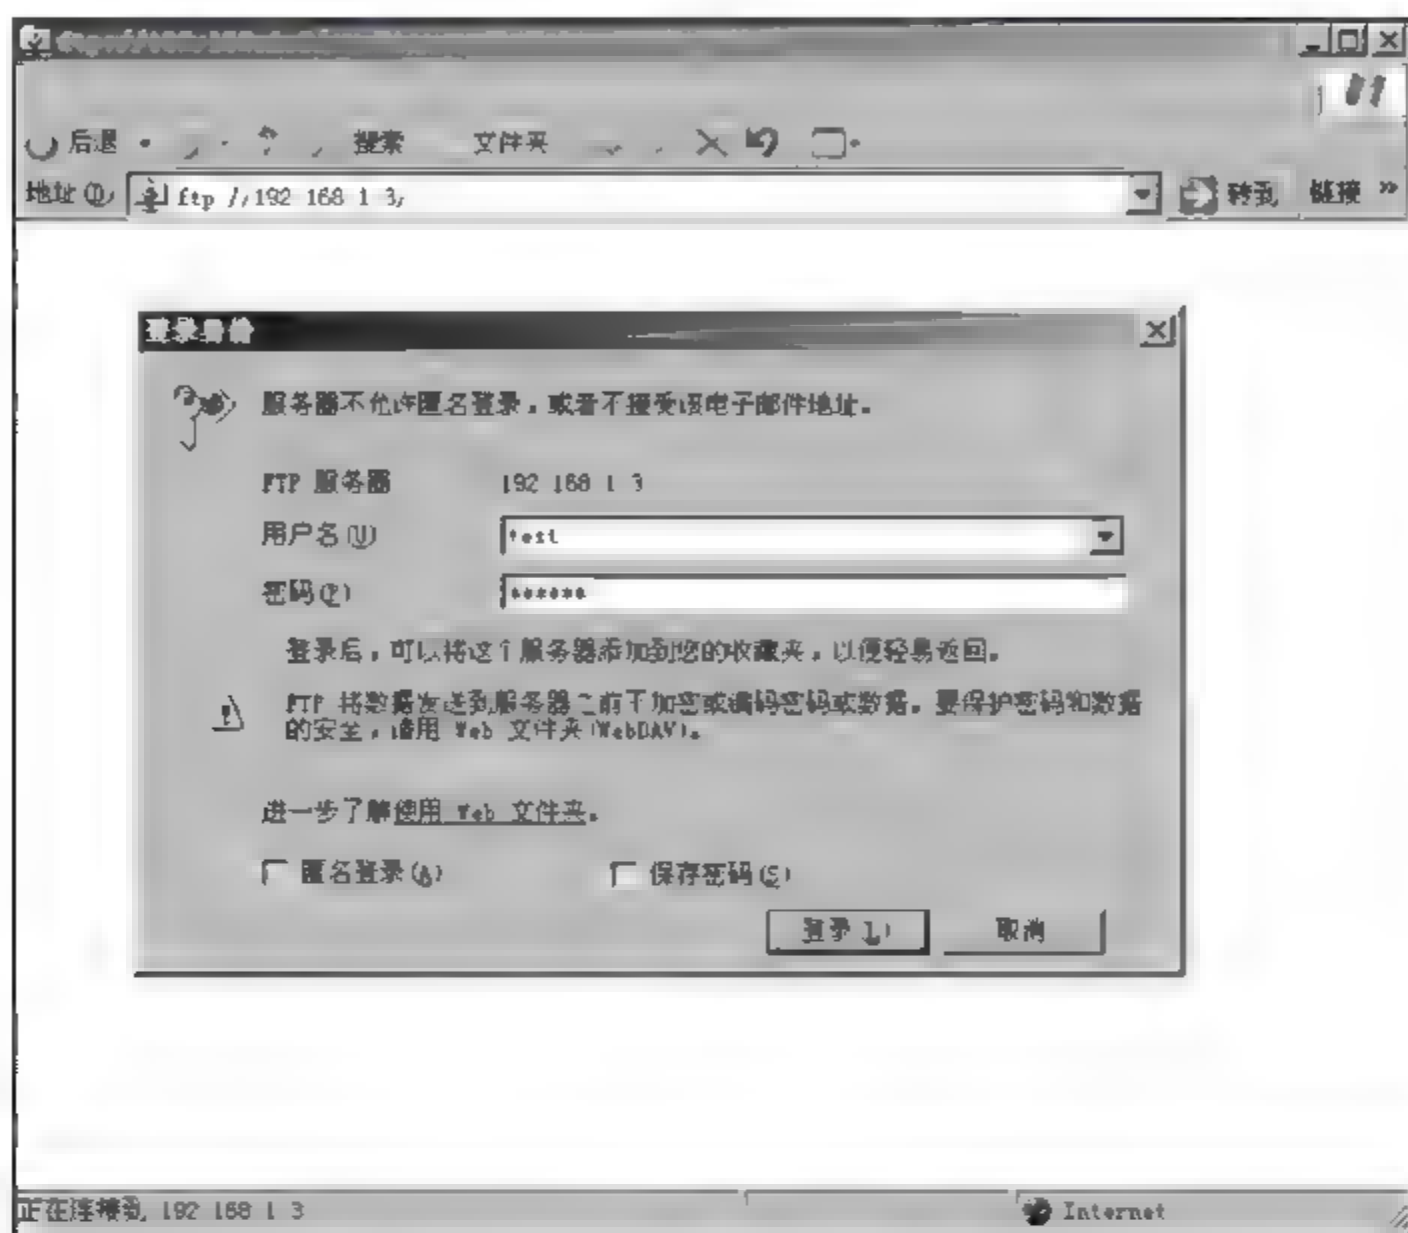 后退 搜索 文件夹
地址(D) ftp //192 168 1 3/ 转到 链接 »
登录身份
服务器不允许匿名登录，或者不接受该电子邮件地址。
FTP 服务器 192 168 1 3
用户名(U) test
密码(P) ******
登录后，可以将这个服务器添加到您的收藏夹，以便轻易返回。
FTP 将数据发送到服务器之前不加密或编码密码或数据。要保护密码和数据
的安全，请用 Web 文件夹(WebDAV)。
进一步了解使用 Web 文件夹。
匿名登录(A) 保存密码(S)
登录(L) 取消
正在连接到 192 168 1 3 Internet